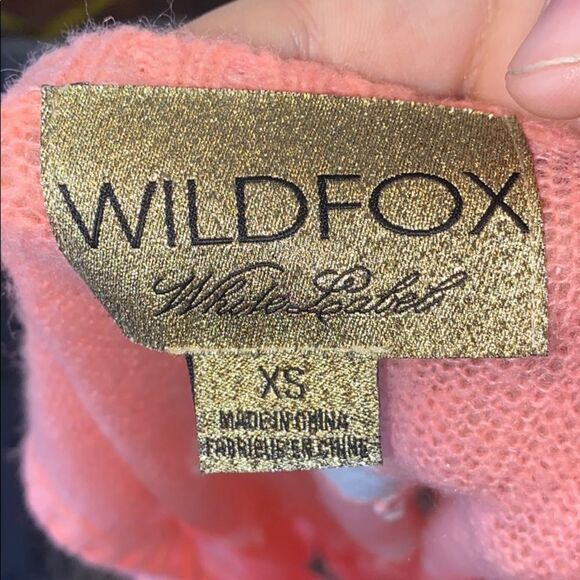 WILDFOX
White Label
XS
MADE IN CHINA
FABRIQUE EN CHINE